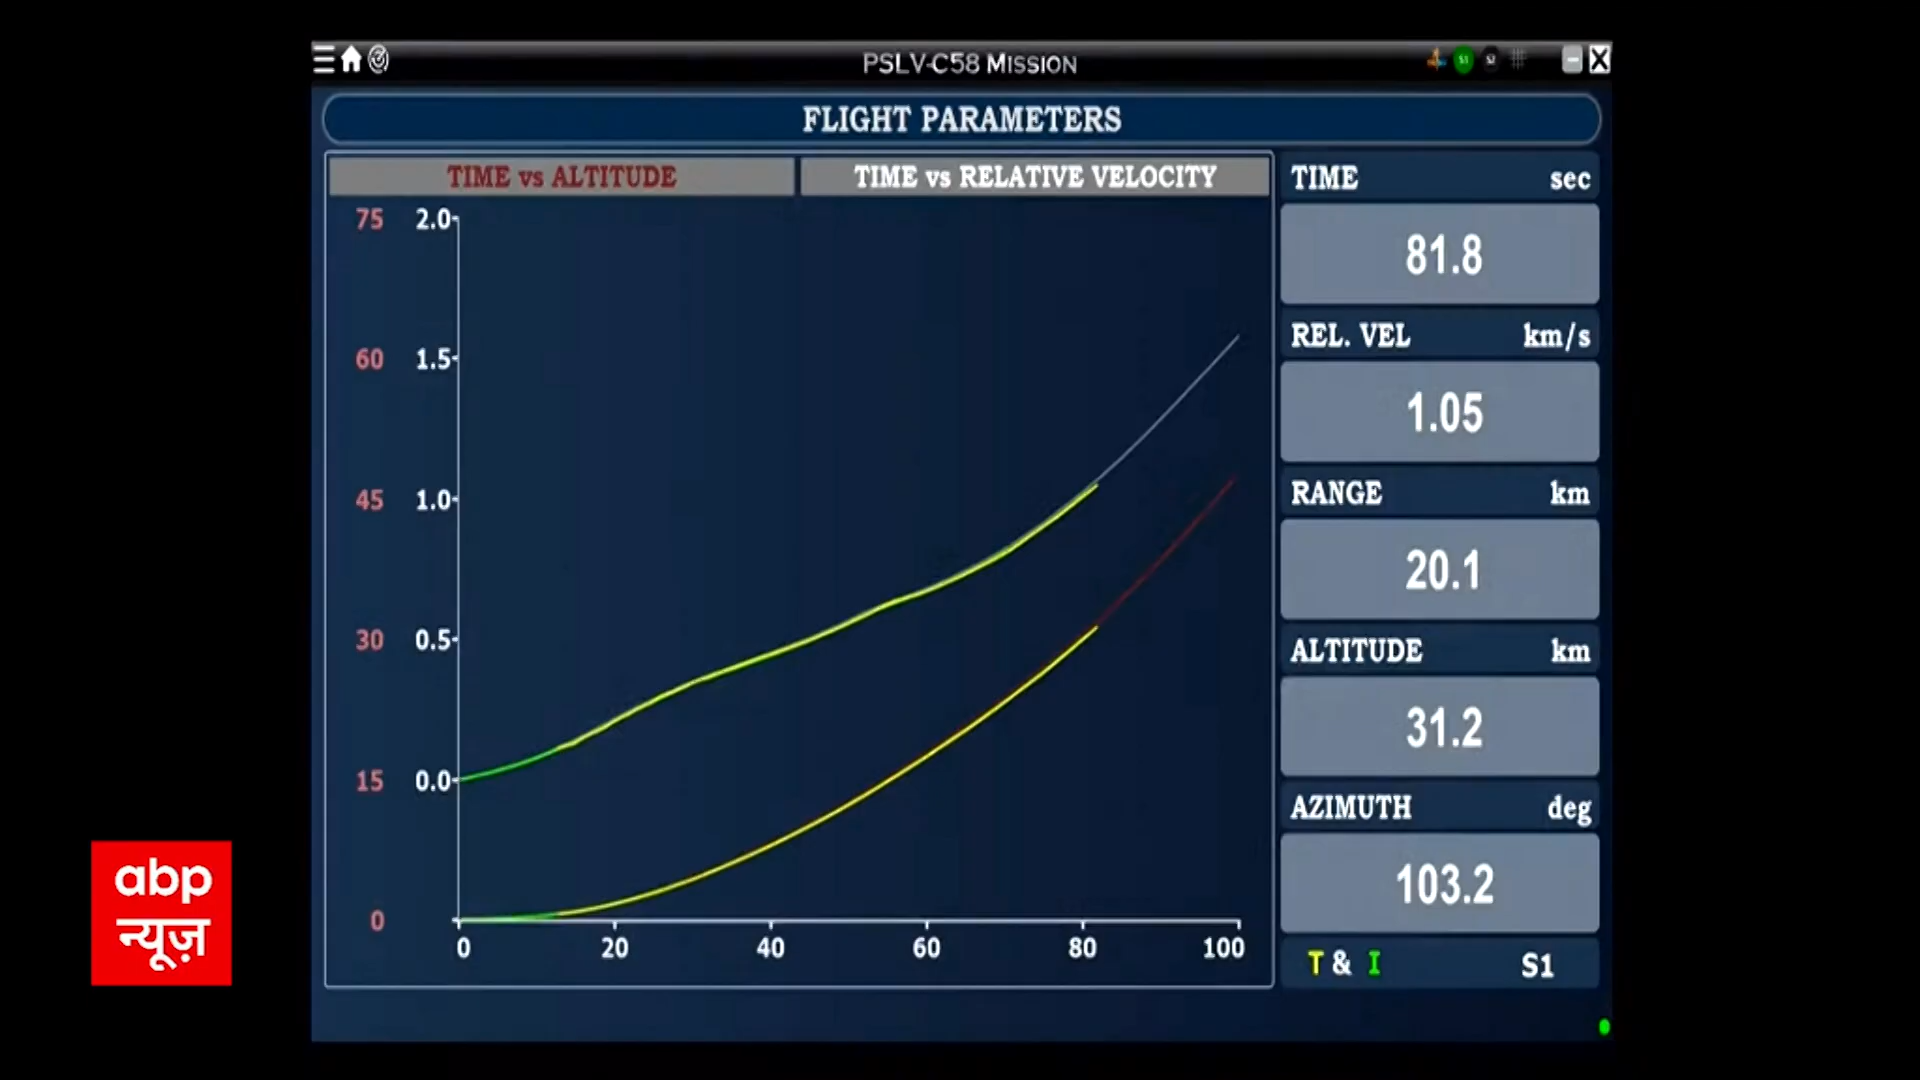 PSLV-C58 MISSION
FLIGHT PARAMETERS
TIME vs ALTITUDE
TIME vs RELATIVE VELOCITY
75 2.0
60 1.5
45 1.0
30 0.5
15 0.0
0
0 20 40 60 80 100
TIME sec
81.8
REL. VEL km/s
1.05
RANGE km
20.1
ALTITUDE km
31.2
AZIMUTH deg
103.2
T & I S1
abp
न्यूज़